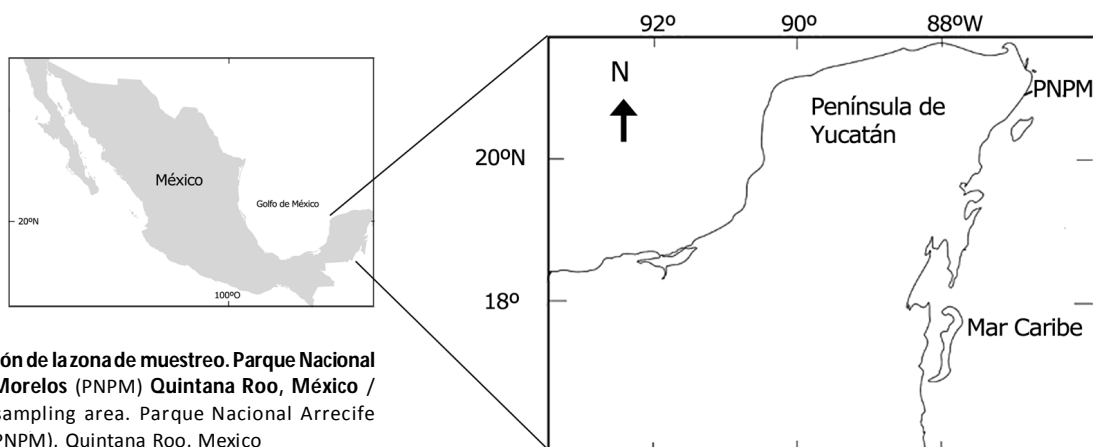 92º 90º 88ºW
N
PNPM
Península de
Yucatán
20ºN
México
Golfo de México
20ºN
100ºO
18º
Mar Caribe
ón de la zona de muestreo. Parque Nacional
Morelos (PNPM) Quintana Roo, México /
sampling area. Parque Nacional Arrecife
PNPM), Quintana Roo, Mexico